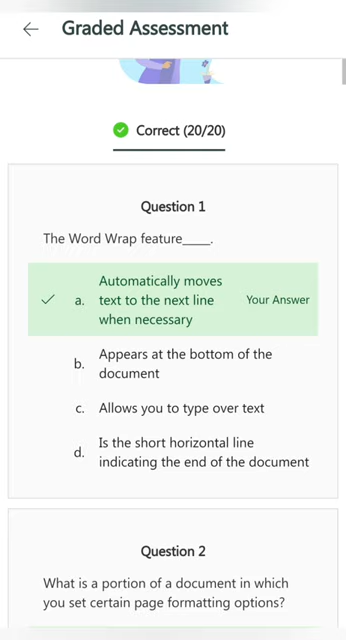 Graded Assessment
Correct (20/20)
Question 1
The Word Wrap feature_____.
a. Automatically moves
text to the next line
when necessary
Your Answer
b. Appears at the bottom of the
document
c. Allows you to type over text
d. Is the short horizontal line
indicating the end of the document
Question 2
What is a portion of a document in which
you set certain page formatting options?